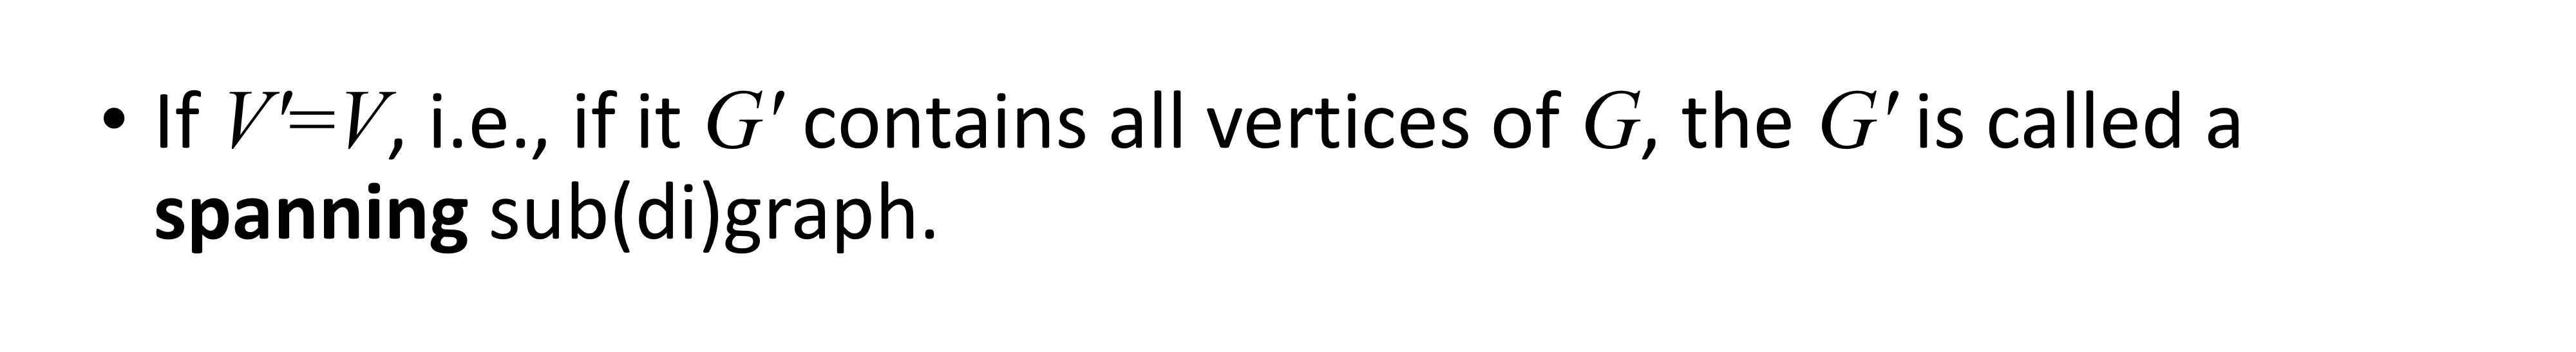 • If V'=V, i.e., if it G' contains all vertices of G, the G' is called a
spanning sub(di)graph.